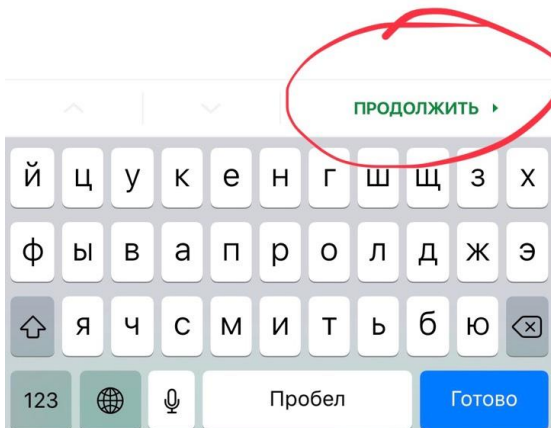 ПРОДОЛЖИТЬ
й ц у к е н г ш щ з х
ф ы в а п р о л д ж э
я ч с м и т ь б ю
123 Пробел Готово